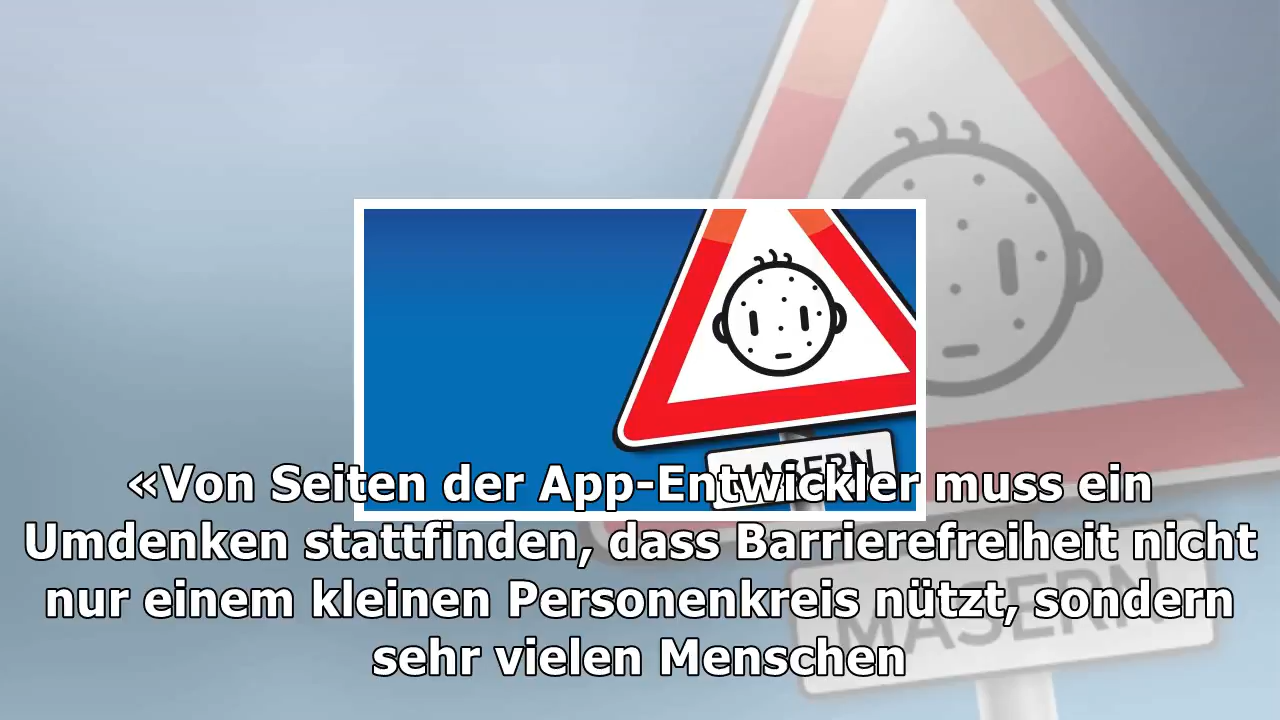 MASERN
«Von Seiten der App-Entwickler muss ein
Umdenken stattfinden, dass Barrierefreiheit nicht
nur einem kleinen Personenkreis nützt, sondern
sehr vielen Menschen
MASERN